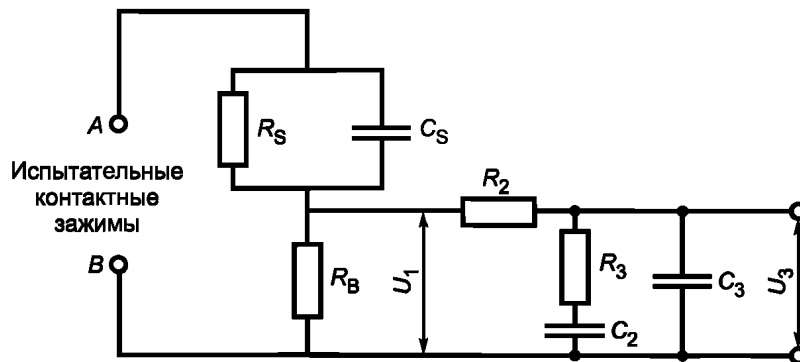 A
R_S
C_S
Испытательные
контактные
зажимы
B
R_B
U_1
R_2
R_3
C_2
C_3
U_3